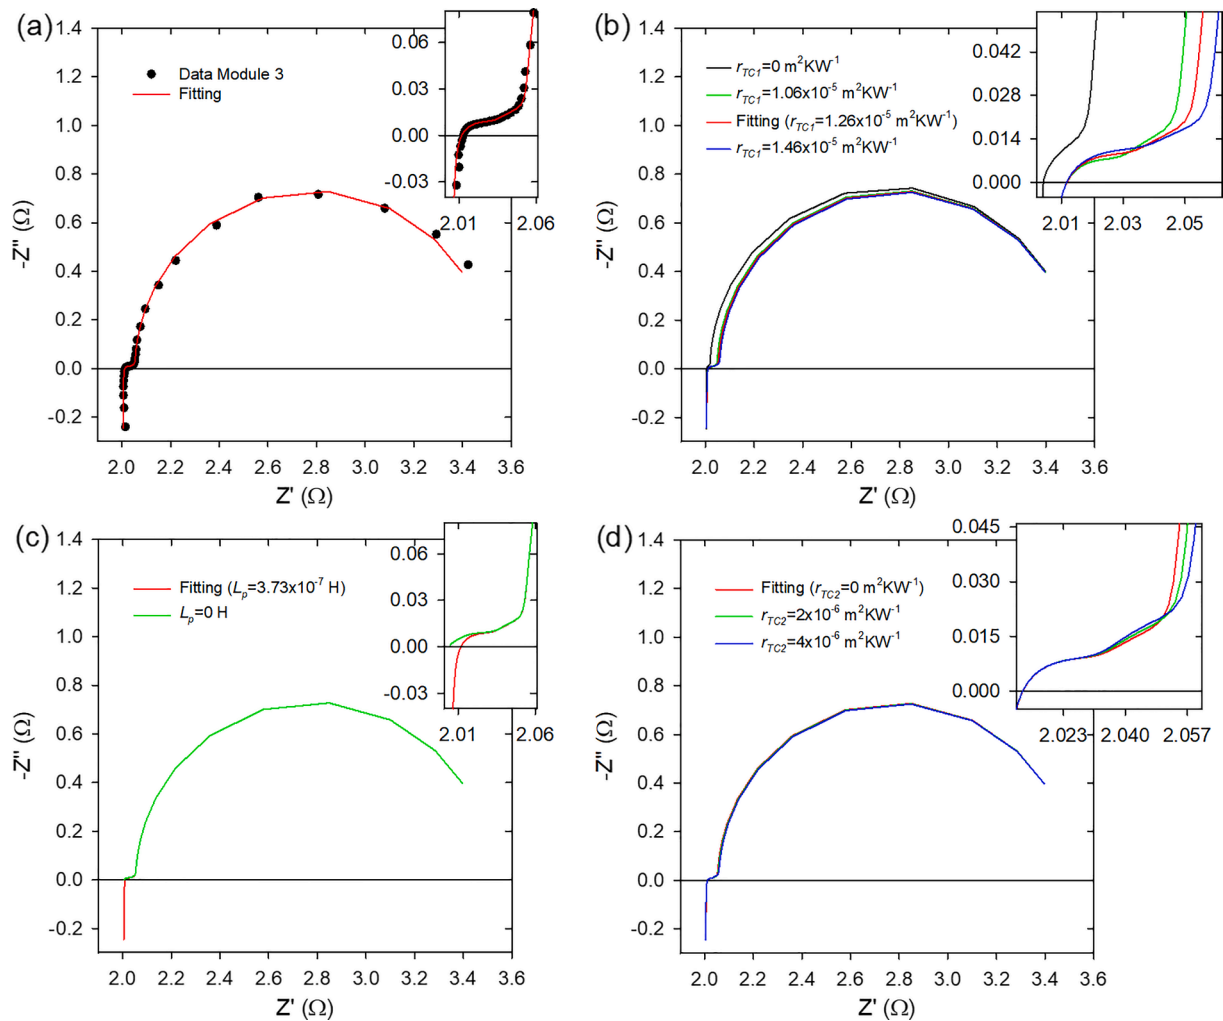 (a)
1.4
1.2
1.0
0.8
0.6
0.4
0.2
0.0
-0.2
-Z'' (Ω)
2.0 2.2 2.4 2.6 2.8 3.0 3.2 3.4 3.6
Z' (Ω)
Data Module 3
Fitting
0.06
0.03
0.00
-0.03
2.01 2.06
(b)
1.4
1.2
1.0
0.8
0.6
0.4
0.2
0.0
-0.2
-Z'' (Ω)
2.0 2.2 2.4 2.6 2.8 3.0 3.2 3.4 3.6
Z' (Ω)
r_TC1=0 m²KW⁻¹
r_TC1=1.06x10⁻⁵ m²KW⁻¹
Fitting (r_TC1=1.26x10⁻⁵ m²KW⁻¹)
r_TC1=1.46x10⁻⁵ m²KW⁻¹
0.042
0.028
0.014
0.000
2.01 2.03 2.05
(c)
1.4
1.2
1.0
0.8
0.6
0.4
0.2
0.0
-0.2
-Z'' (Ω)
2.0 2.2 2.4 2.6 2.8 3.0 3.2 3.4 3.6
Z' (Ω)
Fitting (L_p=3.73x10⁻⁷ H)
L_p=0 H
0.06
0.03
0.00
-0.03
2.01 2.06
(d)
1.4
1.2
1.0
0.8
0.6
0.4
0.2
0.0
-0.2
-Z'' (Ω)
2.0 2.2 2.4 2.6 2.8 3.0 3.2 3.4 3.6
Z' (Ω)
Fitting (r_TC2=0 m²KW⁻¹)
r_TC2=2x10⁻⁶ m²KW⁻¹
r_TC2=4x10⁻⁶ m²KW⁻¹
0.045
0.030
0.015
0.000
2.023 2.040 2.057